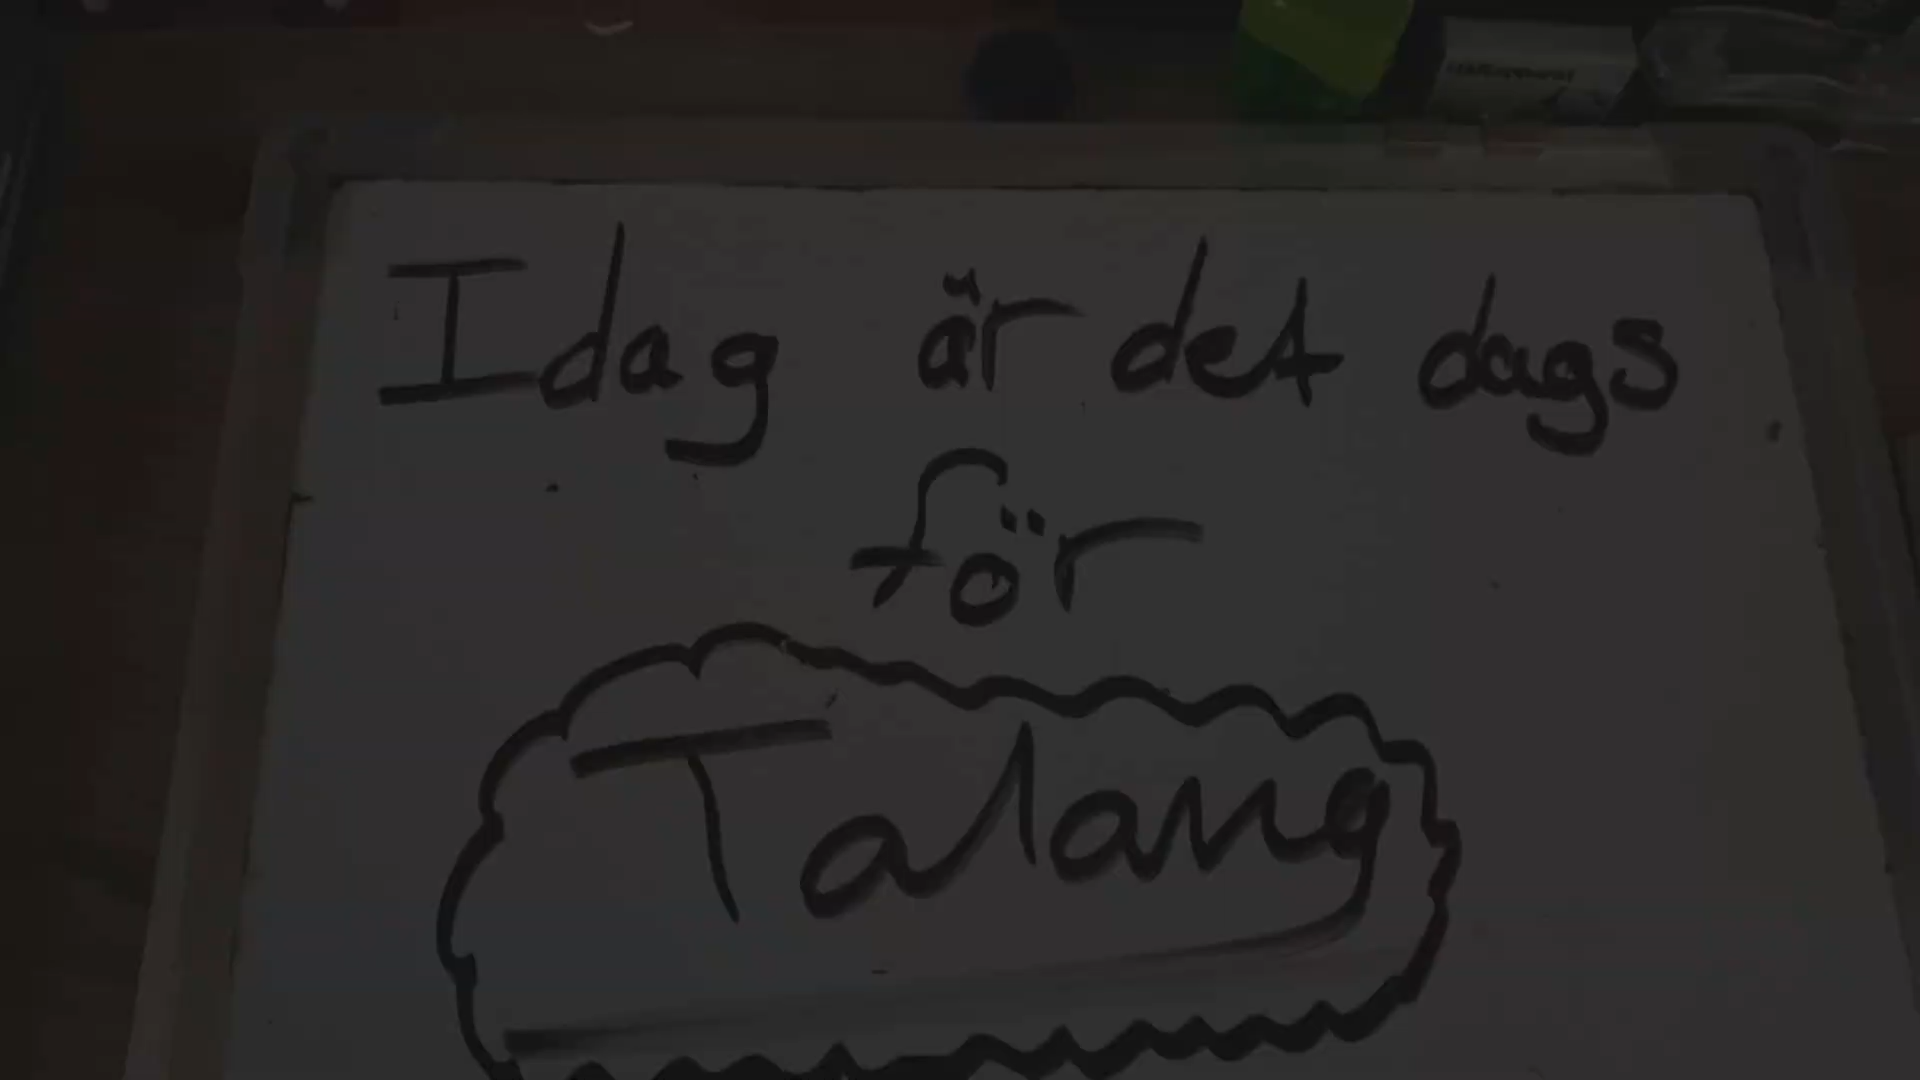 Idag är det dags
för
Talang